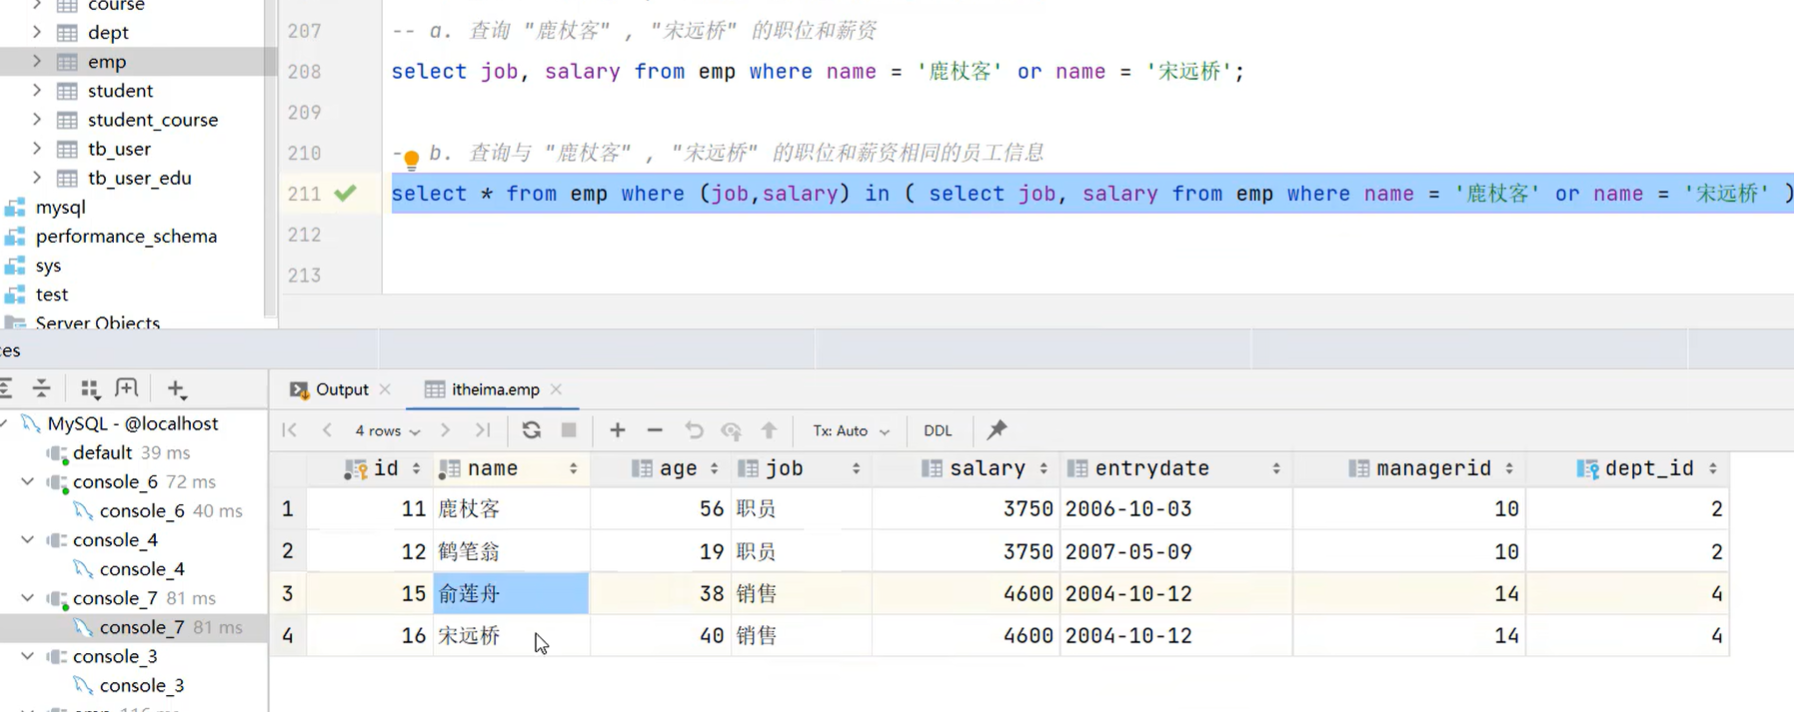 course
dept
emp
student
student_course
tb_user
tb_user_edu
mysql
performance_schema
sys
test
Server Objects
207 -- a. 查询 "鹿杖客" , "宋远桥" 的职位和薪资
208 select job, salary from emp where name = '鹿杖客' or name = '宋远桥';
209
210 - b. 查询与 "鹿杖客" , "宋远桥" 的职位和薪资相同的员工信息
211 select * from emp where (job,salary) in ( select job, salary from emp where name = '鹿杖客' or name = '宋远桥' )
212
213
ces
MySQL - @localhost
default 39 ms
console_6 72 ms
console_6 40 ms
console_4
console_4
console_7 81 ms
console_7 81 ms
console_3
console_3
Output itheima.emp
4 rows Tx: Auto DDL
id name age job salary entrydate managerid dept_id
1 11 鹿杖客 56 职员 3750 2006-10-03 10 2
2 12 鹤笔翁 19 职员 3750 2007-05-09 10 2
3 15 俞莲舟 38 销售 4600 2004-10-12 14 4
4 16 宋远桥 40 销售 4600 2004-10-12 14 4